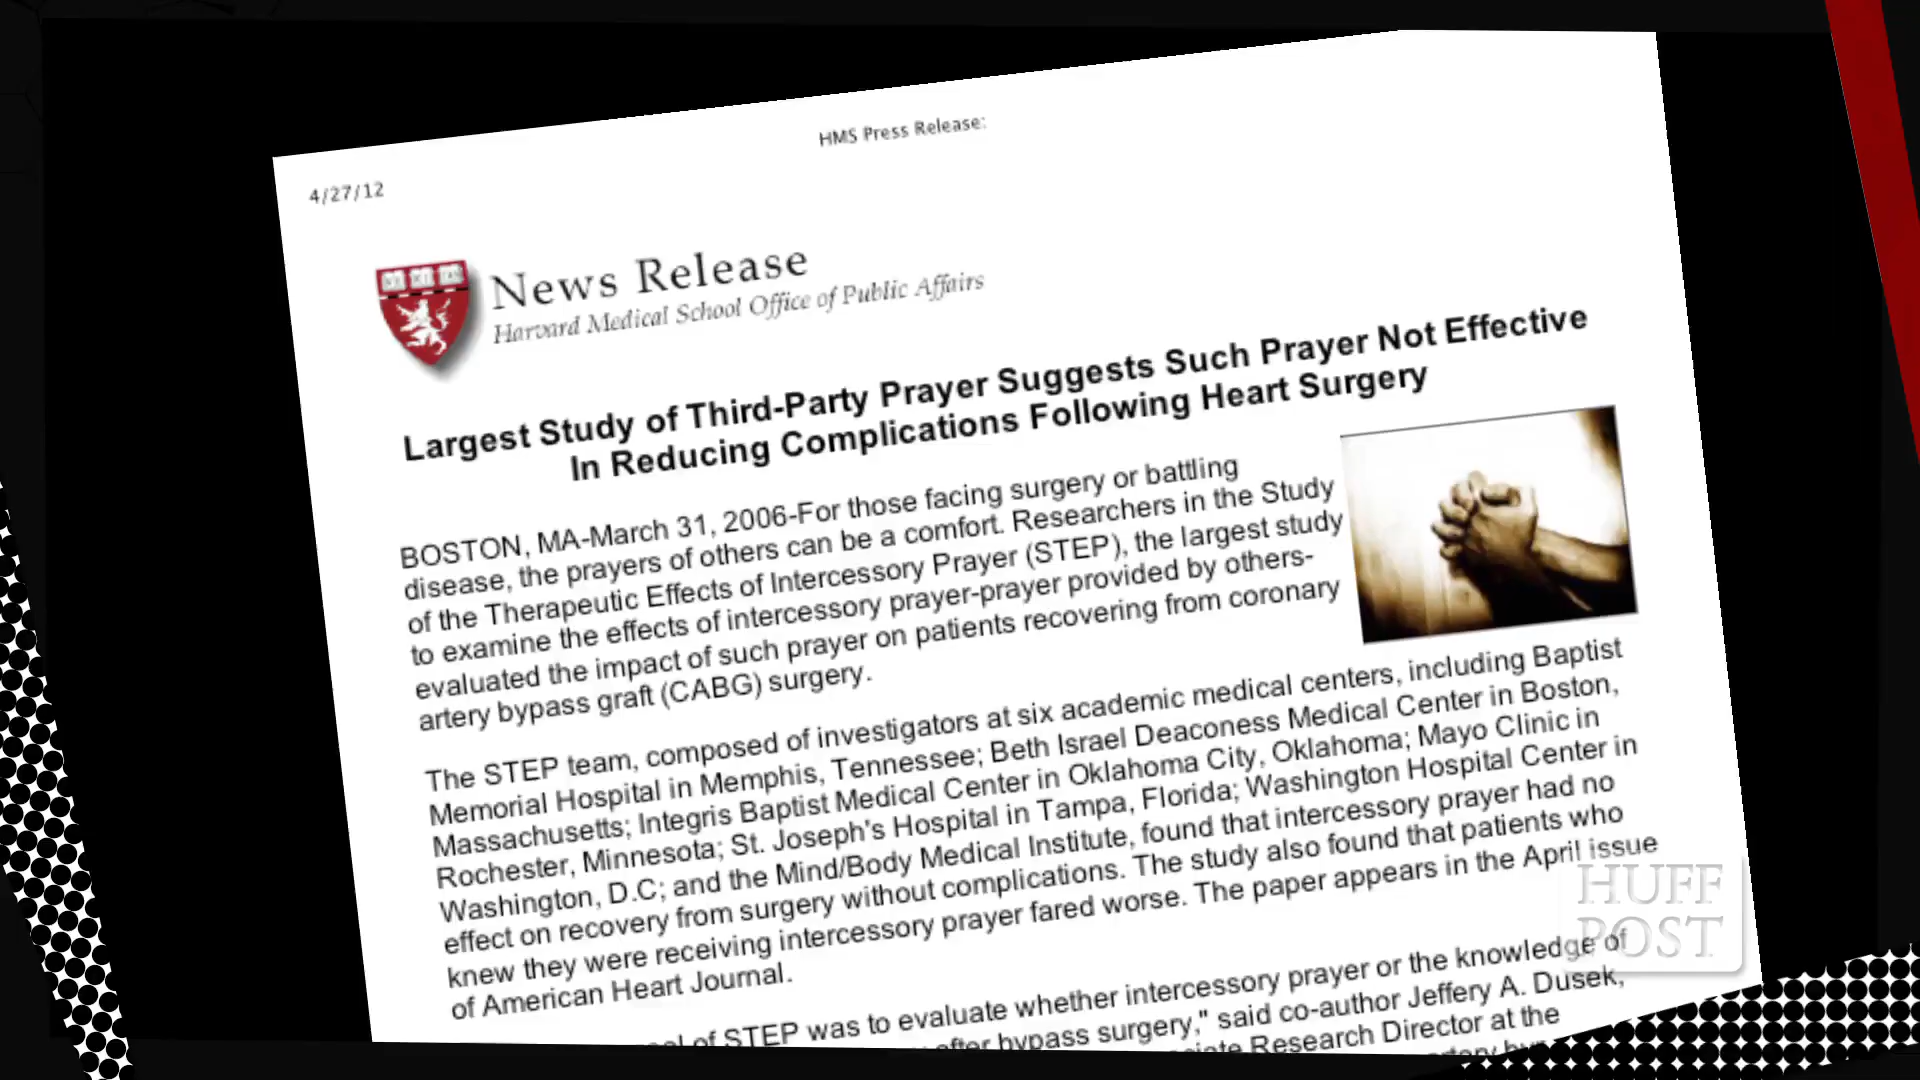 HMS Press Release:
4/27/12
News Release
Harvard Medical School Office of Public Affairs
Largest Study of Third-Party Prayer Suggests Such Prayer Not Effective
In Reducing Complications Following Heart Surgery
BOSTON, MA-March 31, 2006-For those facing surgery or battling
disease, the prayers of others can be a comfort. Researchers in the Study
of the Therapeutic Effects of Intercessory Prayer (STEP), the largest study
to examine the effects of intercessory prayer-prayer provided by others-
evaluated the impact of such prayer on patients recovering from coronary
artery bypass graft (CABG) surgery.
The STEP team, composed of investigators at six academic medical centers, including Baptist
Memorial Hospital in Memphis, Tennessee; Beth Israel Deaconess Medical Center in Boston,
Massachusetts; Integris Baptist Medical Center in Oklahoma City, Oklahoma; Mayo Clinic in
Rochester, Minnesota; St. Joseph's Hospital in Tampa, Florida; Washington Hospital Center in
Washington, D.C; and the Mind/Body Medical Institute, found that intercessory prayer had no
effect on recovery from surgery without complications. The study also found that patients who
knew they were receiving intercessory prayer fared worse. The paper appears in the April issue
of American Heart Journal.
of STEP was to evaluate whether intercessory prayer or the knowledge of
after bypass surgery," said co-author Jeffery A. Dusek,
Research Director at the
HUFF
POST